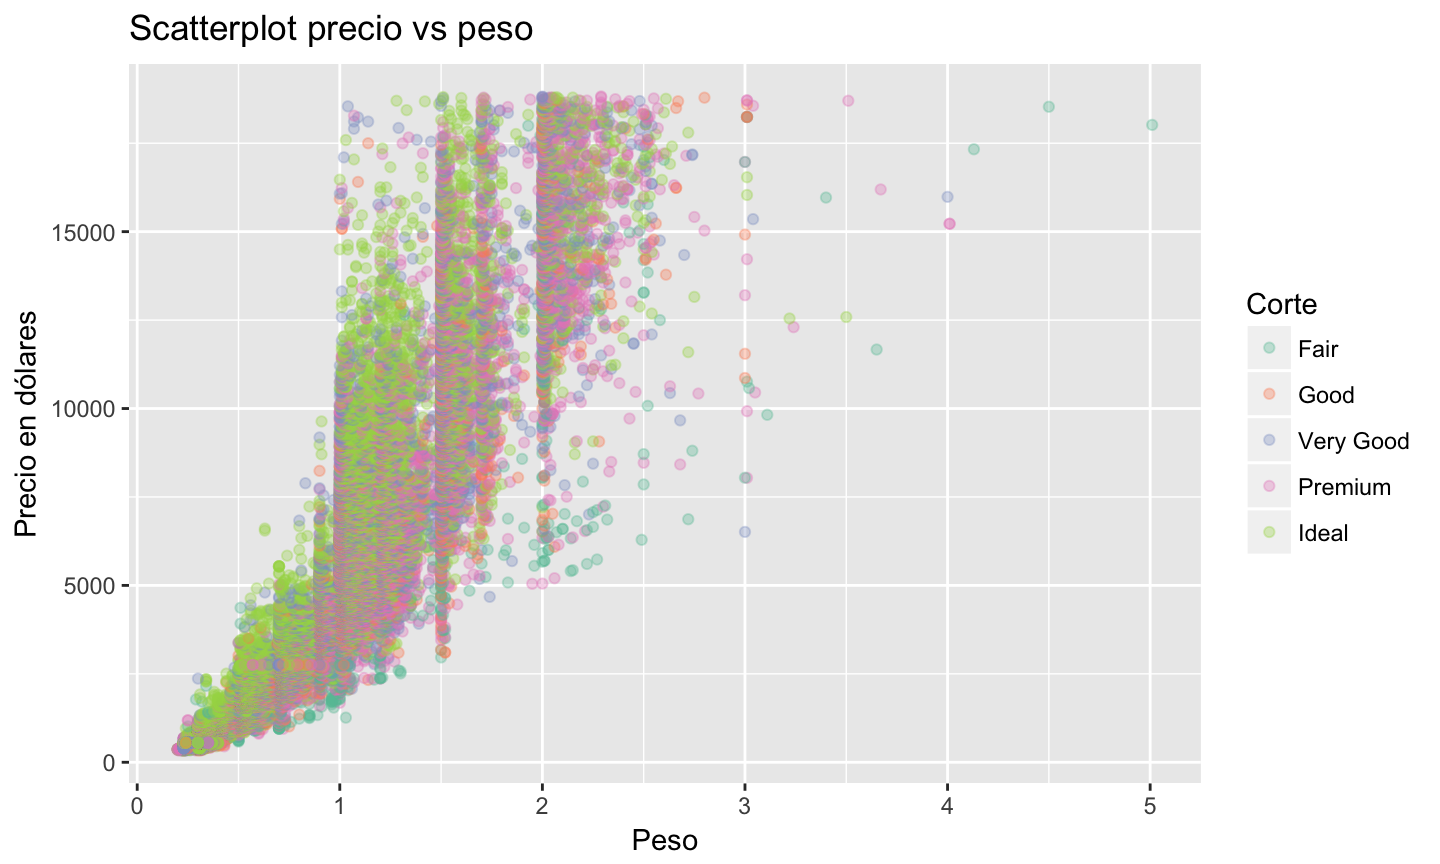 Scatterplot precio vs peso
Precio en dólares
15000
10000
5000
0
0 1 2 3 4 5
Peso
Corte
Fair
Good
Very Good
Premium
Ideal